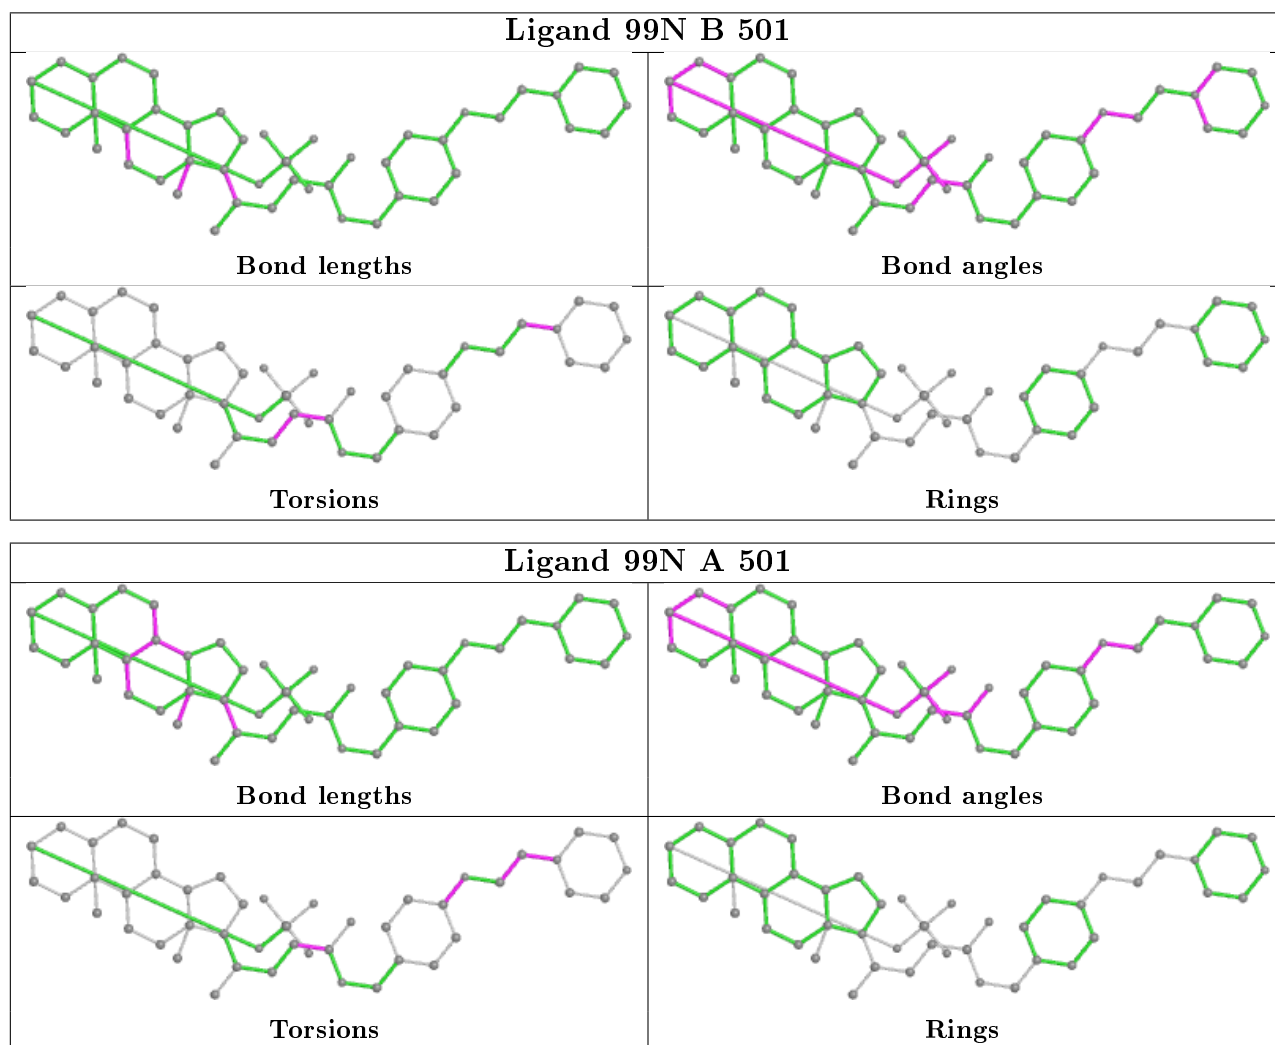 Ligand 99N B 501
Bond lengths
Bond angles
Torsions
Rings
Ligand 99N A 501
Bond lengths
Bond angles
Torsions
Rings